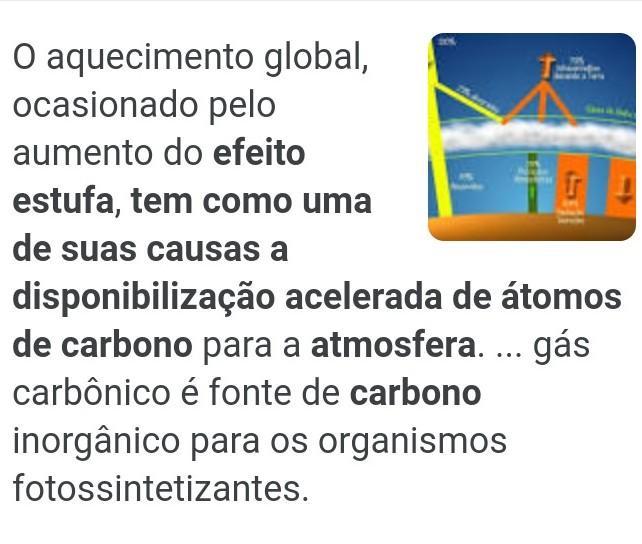 O aquecimento global,
ocasionado pelo
aumento do efeito
estufa, tem como uma
de suas causas a
disponibilização acelerada de átomos
de carbono para a atmosfera. ... gás
carbônico é fonte de carbono
inorgânico para os organismos
fotossintetizantes.